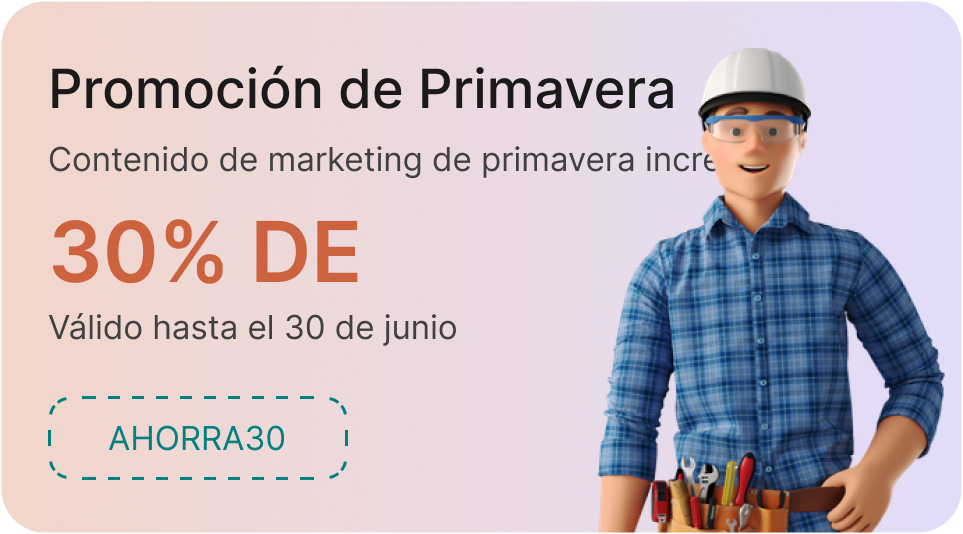 Promoción de Primavera
Contenido de marketing de primavera incre
30% DE
Válido hasta el 30 de junio
AHORRA30